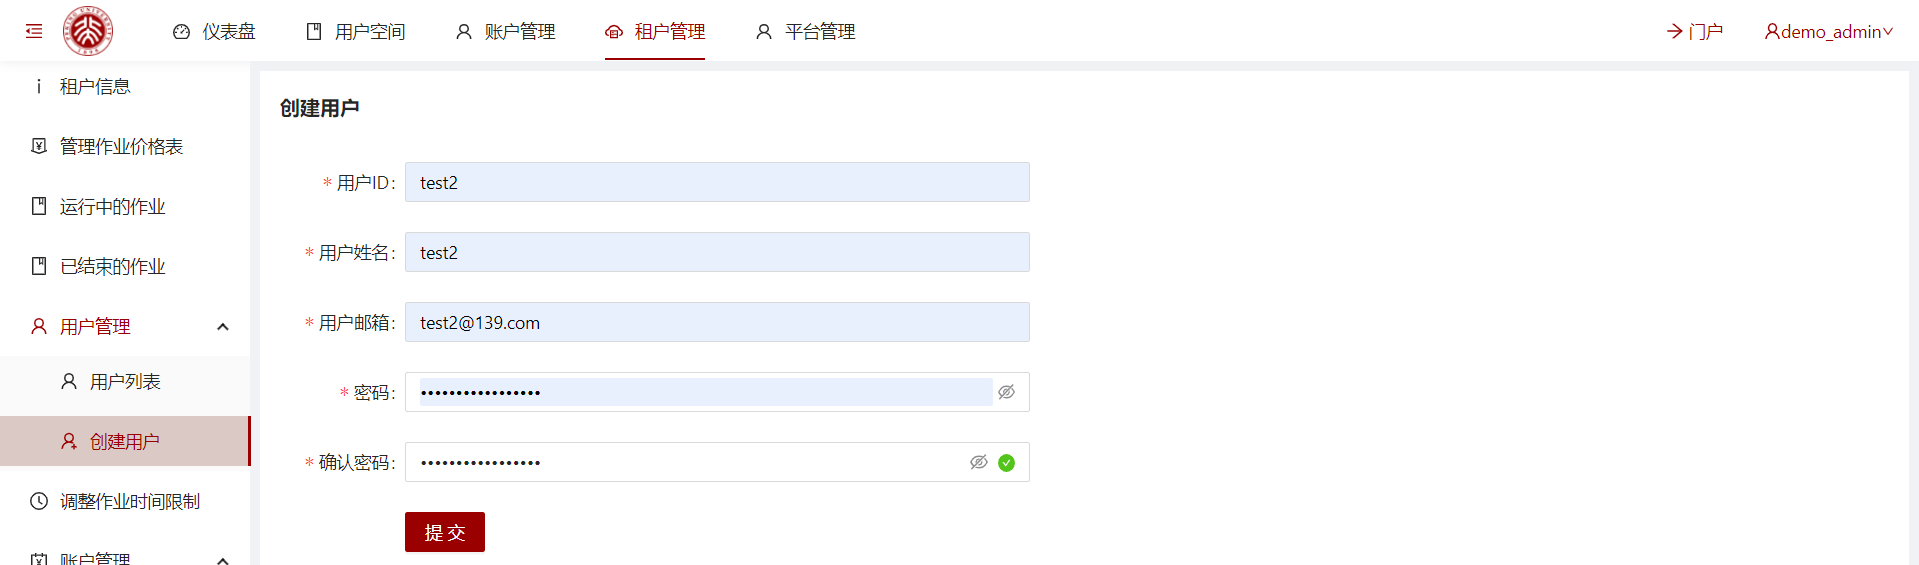 仪表盘 用户空间 账户管理 租户管理 平台管理 门户 demo_admin
租户信息
管理作业价格表
运行中的作业
已结束的作业
用户管理
用户列表
创建用户
调整作业时间限制
账户管理
创建用户
* 用户ID: test2
* 用户姓名: test2
* 用户邮箱: test2@139.com
* 密码: •••••••••••••••••
* 确认密码: •••••••••••••••••
提 交